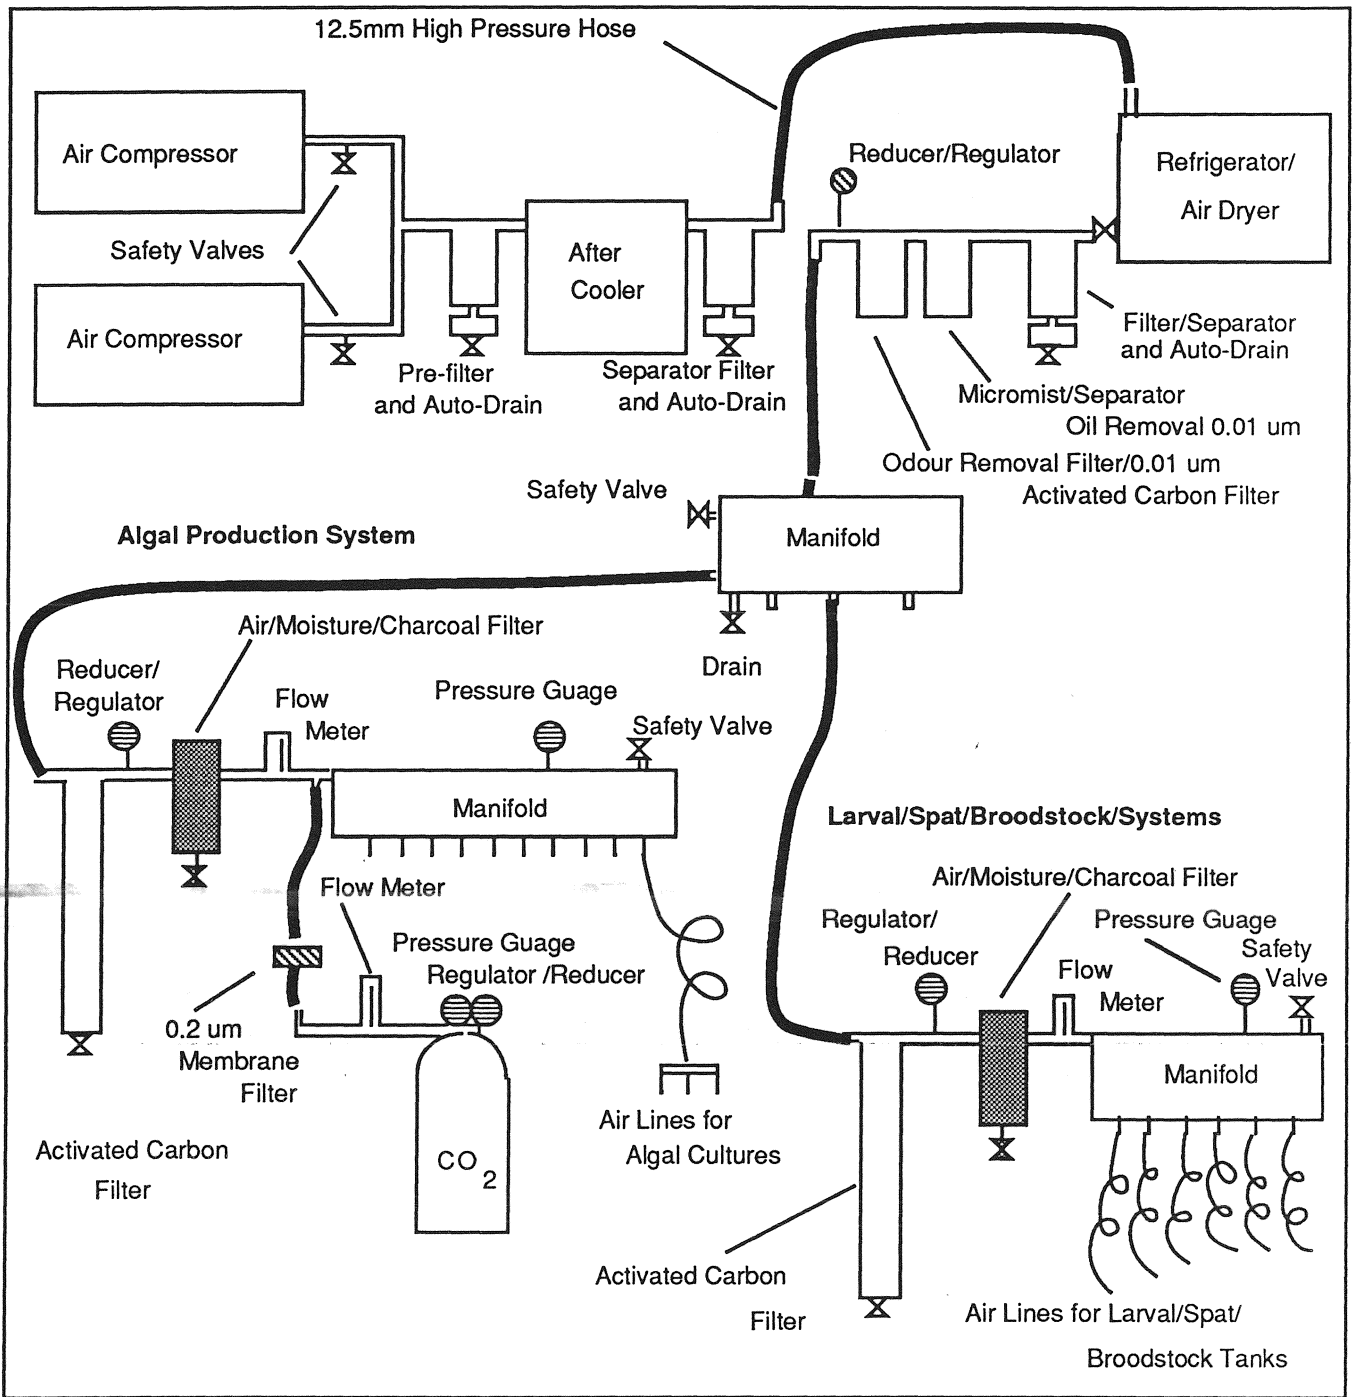 12.5mm High Pressure Hose
Air Compressor
Safety Valves
Air Compressor
Pre-filter
and Auto-Drain
After
Cooler
Separator Filter
and Auto-Drain
Reducer/Regulator
Refrigerator/
Air Dryer
Filter/Separator
and Auto-Drain
Micromist/Separator
Oil Removal 0.01 um
Odour Removal Filter/0.01 um
Activated Carbon Filter
Safety Valve
Manifold
Drain
Algal Production System
Air/Moisture/Charcoal Filter
Reducer/
Regulator
Flow
Meter
Pressure Guage
Safety Valve
Manifold
Flow Meter
Pressure Guage
Regulator /Reducer
0.2 um
Membrane
Filter
CO2
Activated Carbon
Filter
Air Lines for
Algal Cultures
Larval/Spat/Broodstock/Systems
Air/Moisture/Charcoal Filter
Regulator/
Reducer
Flow
Meter
Pressure Guage
Safety
Valve
Manifold
Activated Carbon
Filter
Air Lines for Larval/Spat/
Broodstock Tanks